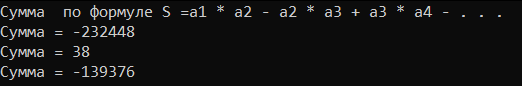 Сумма  по формуле S =a1 * a2 - a2 * a3 + a3 * a4 - . . .
Сумма = -232448
Сумма = 38
Сумма = -139376